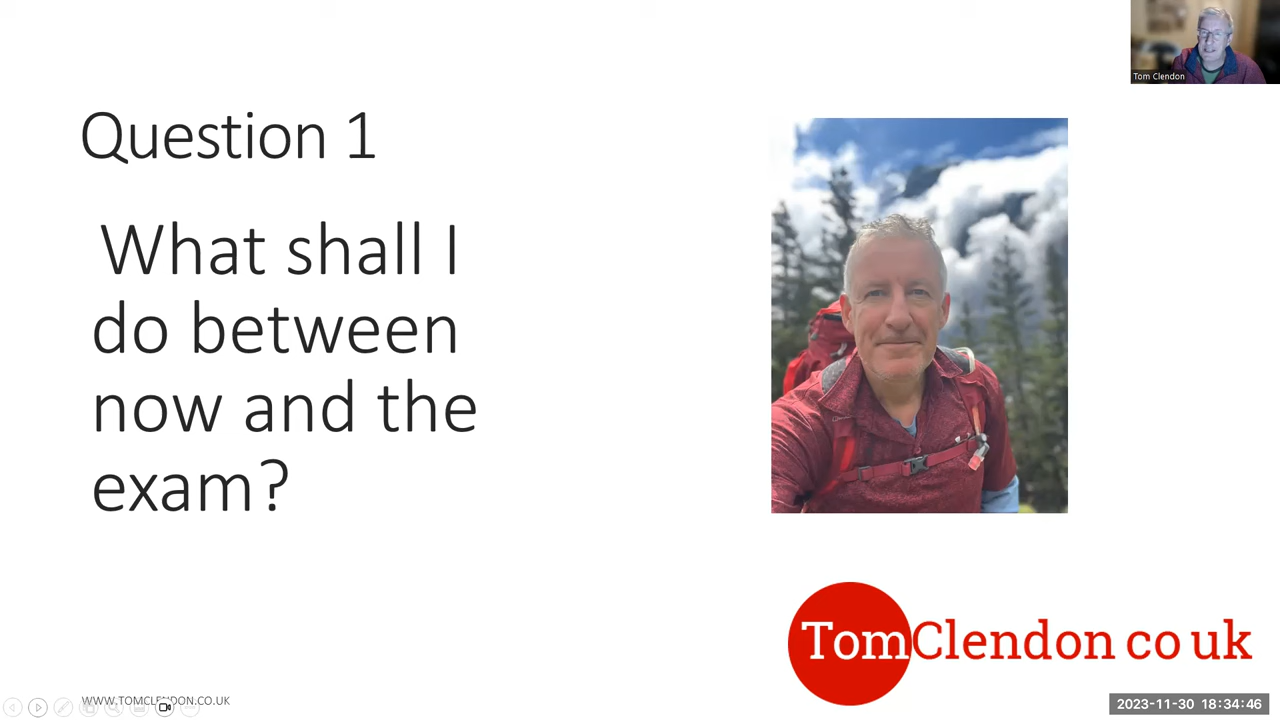 Tom Clendon
Question 1
What shall I
do between
now and the
exam?
TomClendon co uk
WWW.TOMCLENDON.CO.UK
2023-11-30 18:34:46